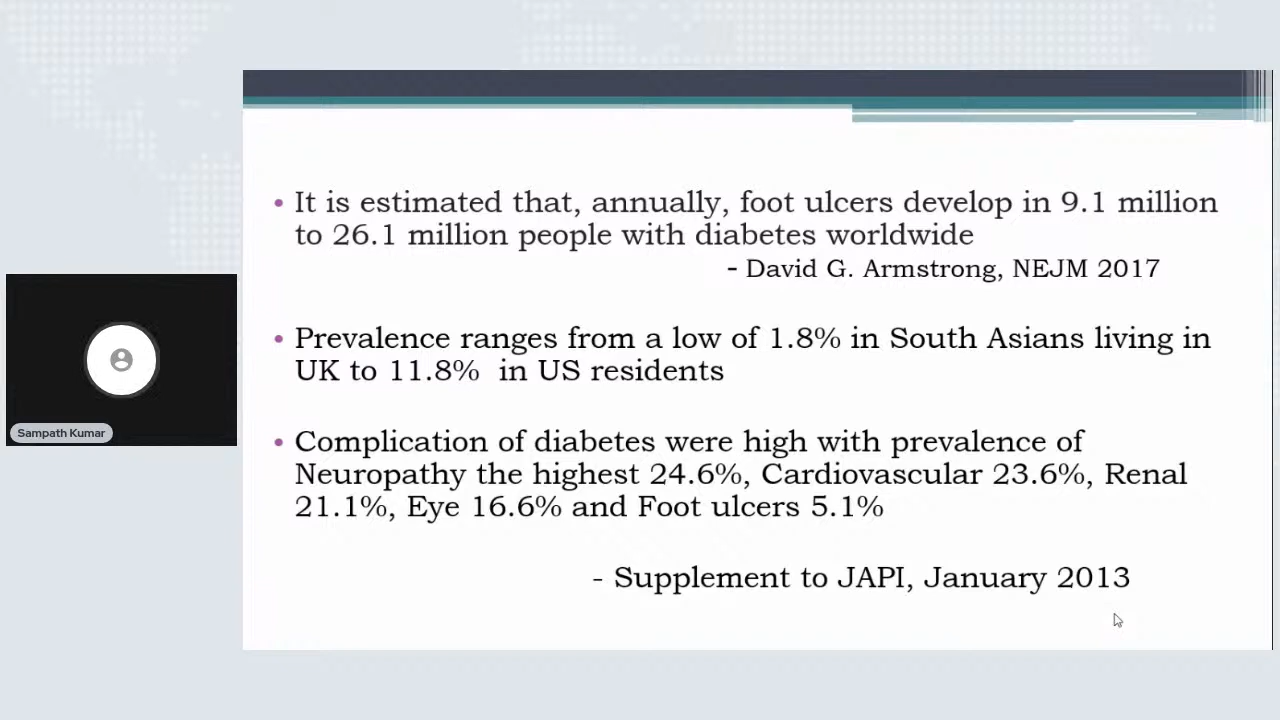 • It is estimated that, annually, foot ulcers develop in 9.1 million
to 26.1 million people with diabetes worldwide
- David G. Armstrong, NEJM 2017
• Prevalence ranges from a low of 1.8% in South Asians living in
UK to 11.8% in US residents
• Complication of diabetes were high with prevalence of
Neuropathy the highest 24.6%, Cardiovascular 23.6%, Renal
21.1%, Eye 16.6% and Foot ulcers 5.1%
- Supplement to JAPI, January 2013
Sampath Kumar